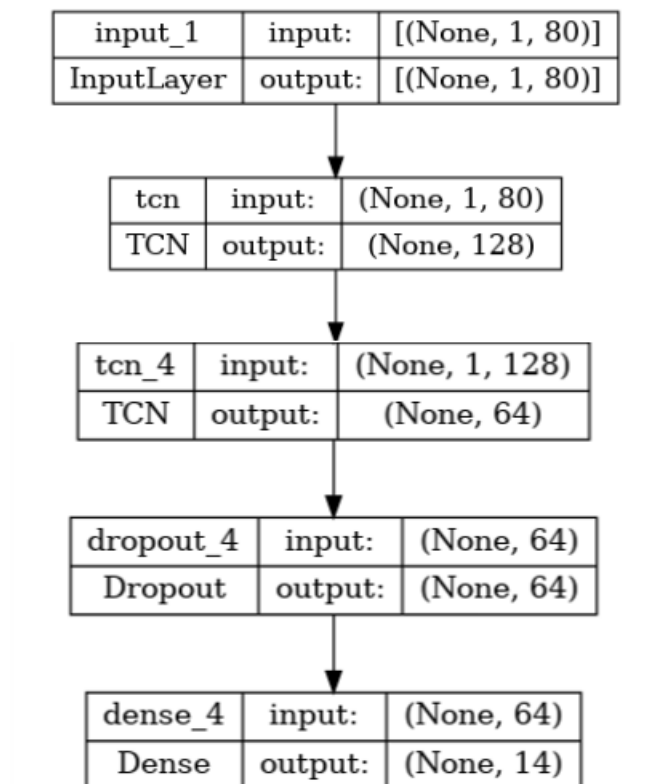 input_1 input: [(None, 1, 80)]
InputLayer output: [(None, 1, 80)]
tcn input: (None, 1, 80)
TCN output: (None, 128)
tcn_4 input: (None, 1, 128)
TCN output: (None, 64)
dropout_4 input: (None, 64)
Dropout output: (None, 64)
dense_4 input: (None, 64)
Dense output: (None, 14)